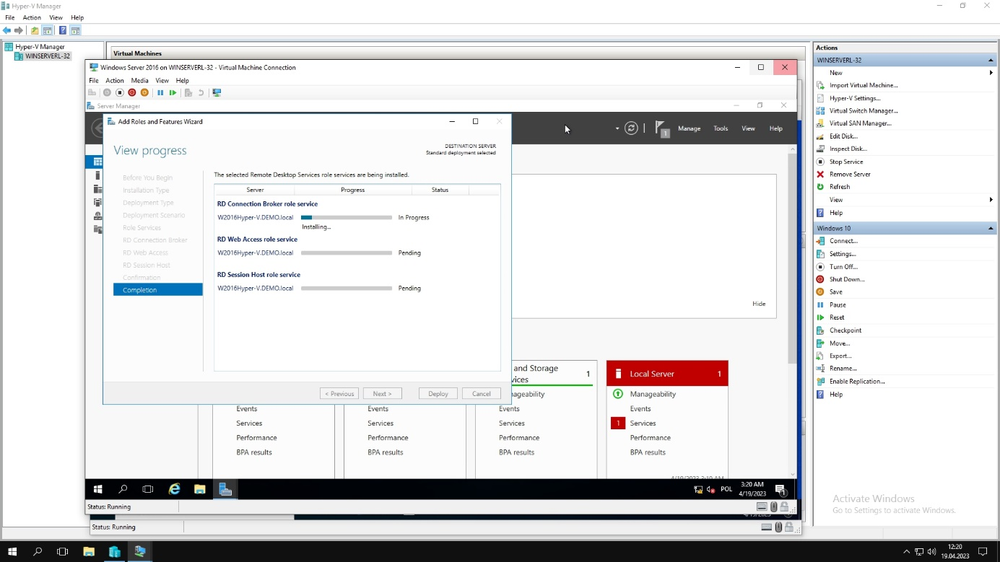 Hyper-V Manager
File Action View Help
Hyper-V Manager
WINSERVERL-32
Virtual Machines
Windows Server 2016 on WINSERVERL-32 - Virtual Machine Connection
File Action Media View Help
Server Manager
Add Roles and Features Wizard
1 Manage Tools View Help
View progress
DESTINATION SERVER
Standard deployment selected
Before You Begin
Installation Type
Deployment Type
Deployment Scenario
Role Services
RD Connection Broker
RD Web Access
RD Session Host
Confirmation
Completion
The selected Remote Desktop Services role services are being installed.
Server Progress Status
RD Connection Broker role service
W2016Hyper-V.DEMO.local In Progress
Installing...
RD Web Access role service
W2016Hyper-V.DEMO.local Pending
RD Session Host role service
W2016Hyper-V.DEMO.local Pending
< Previous Next > Deploy Cancel
Hide
Events
Services
Performance
BPA results
Events
Services
Performance
BPA results
and Storage 1
vices
nageability
Events
Services
Performance
BPA results
Local Server 1
Manageability
Events
1 Services
Performance
BPA results
4/19/2023 3:10 AM
POL
3:20 AM
4/19/2023
1
Status: Running
Status: Running
Actions
WINSERVERL-32
New
Import Virtual Machine...
Hyper-V Settings...
Virtual Switch Manager...
Virtual SAN Manager...
Edit Disk...
Inspect Disk...
Stop Service
Remove Server
Refresh
View
Help
Windows 10
Connect...
Settings...
Turn Off...
Shut Down...
Save
Pause
Reset
Checkpoint
Move...
Export...
Rename...
Enable Replication...
Help
Activate Windows
Go to Settings to activate Windows.
12:20
19.04.2023